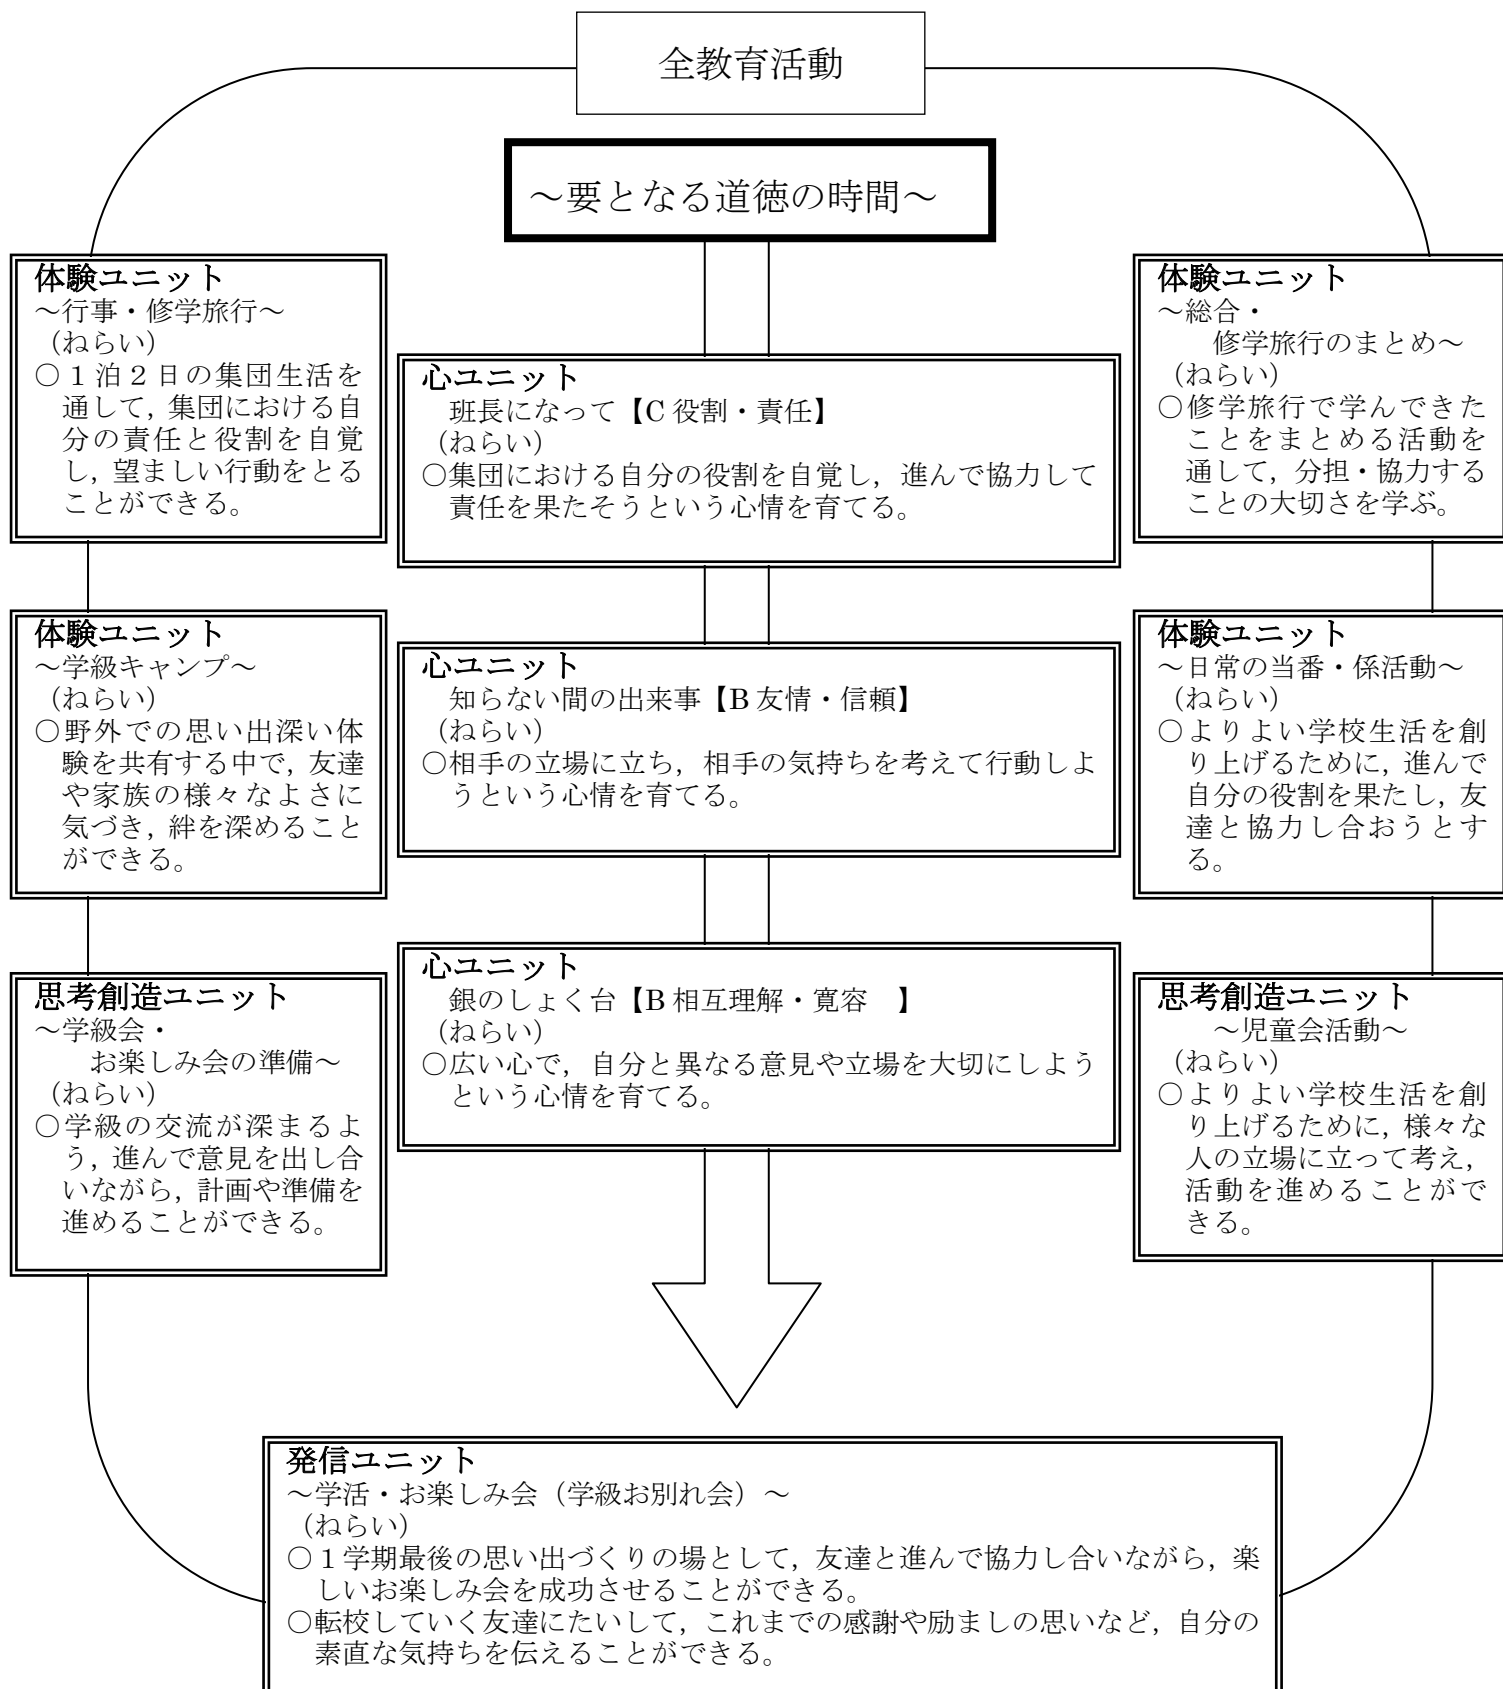 全教育活動
～要となる道徳の時間～
体験ユニット
～行事・修学旅行～
（ねらい）
○１泊２日の集団生活を
通して，集団における自
分の責任と役割を自覚
し，望ましい行動をとる
ことができる。
体験ユニット
～総合・
修学旅行のまとめ～
（ねらい）
○修学旅行で学んできた
ことをまとめる活動を
通して，分担・協力する
ことの大切さを学ぶ。
心ユニット
班長になって【C 役割・責任】
（ねらい）
○集団における自分の役割を自覚し，進んで協力して
責任を果たそうという心情を育てる。
体験ユニット
～学級キャンプ～
（ねらい）
○野外での思い出深い体
験を共有する中で，友達
や家族の様々なよさに
気づき，絆を深めること
ができる。
心ユニット
知らない間の出来事【B 友情・信頼】
（ねらい）
○相手の立場に立ち，相手の気持ちを考えて行動しよ
うという心情を育てる。
体験ユニット
～日常の当番・係活動～
（ねらい）
○よりよい学校生活を創
り上げるために，進んで
自分の役割を果たし，友
達と協力し合おうとす
る。
心ユニット
銀のしょく台【B 相互理解・寛容　】
（ねらい）
○広い心で，自分と異なる意見や立場を大切にしよう
という心情を育てる。
思考創造ユニット
～学級会・
お楽しみ会の準備～
（ねらい）
○学級の交流が深まるよ
う，進んで意見を出し合
いながら，計画や準備を
進めることができる。
思考創造ユニット
～児童会活動～
（ねらい）
○よりよい学校生活を創
り上げるために，様々な
人の立場に立って考え，
活動を進めることがで
きる。
発信ユニット
～学活・お楽しみ会（学級お別れ会）～
（ねらい）
○１学期最後の思い出づくりの場として，友達と進んで協力し合いながら，楽
しいお楽しみ会を成功させることができる。
○転校していく友達にたいして，これまでの感謝や励ましの思いなど，自分の
素直な気持ちを伝えることができる。